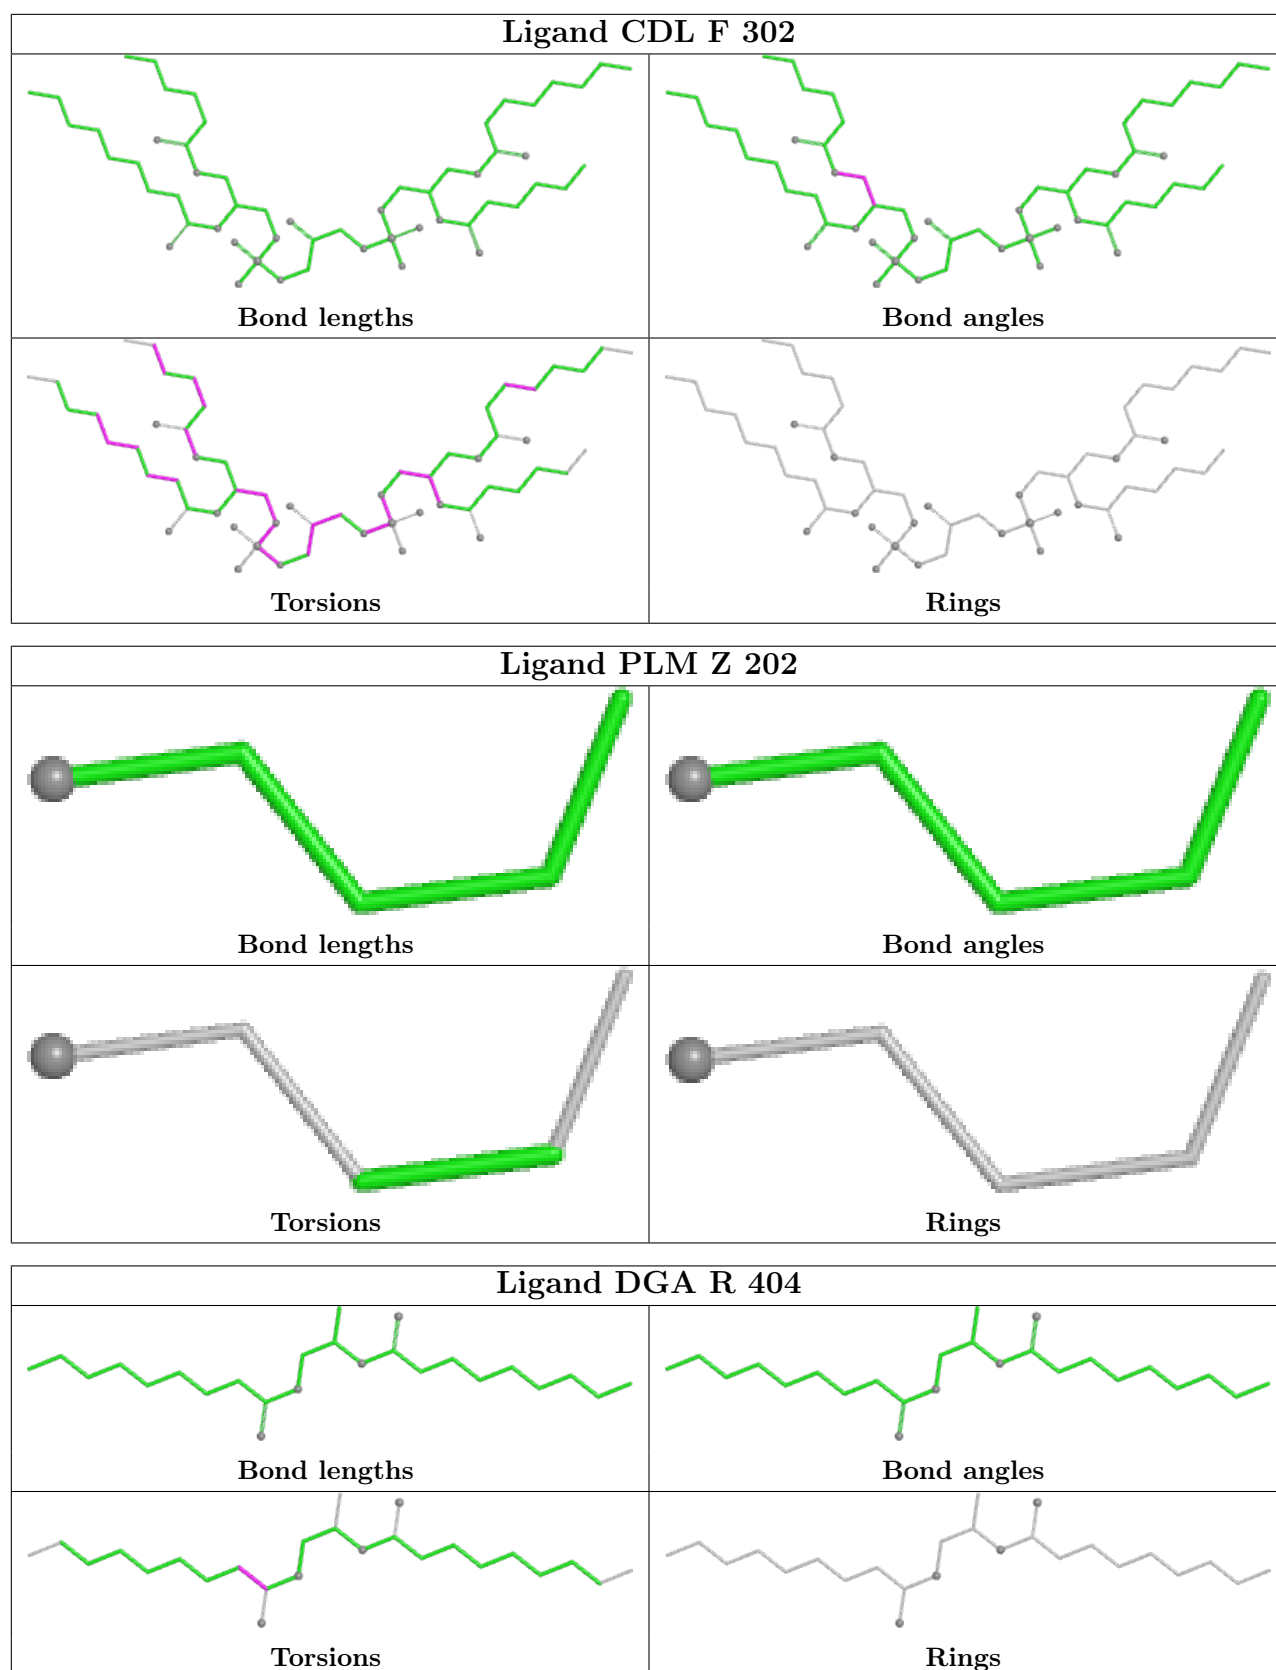 Ligand CDL F 302
Bond lengths
Bond angles
Torsions
Rings
Ligand PLM Z 202
Bond lengths
Bond angles
Torsions
Rings
Ligand DGA R 404
Bond lengths
Bond angles
Torsions
Rings